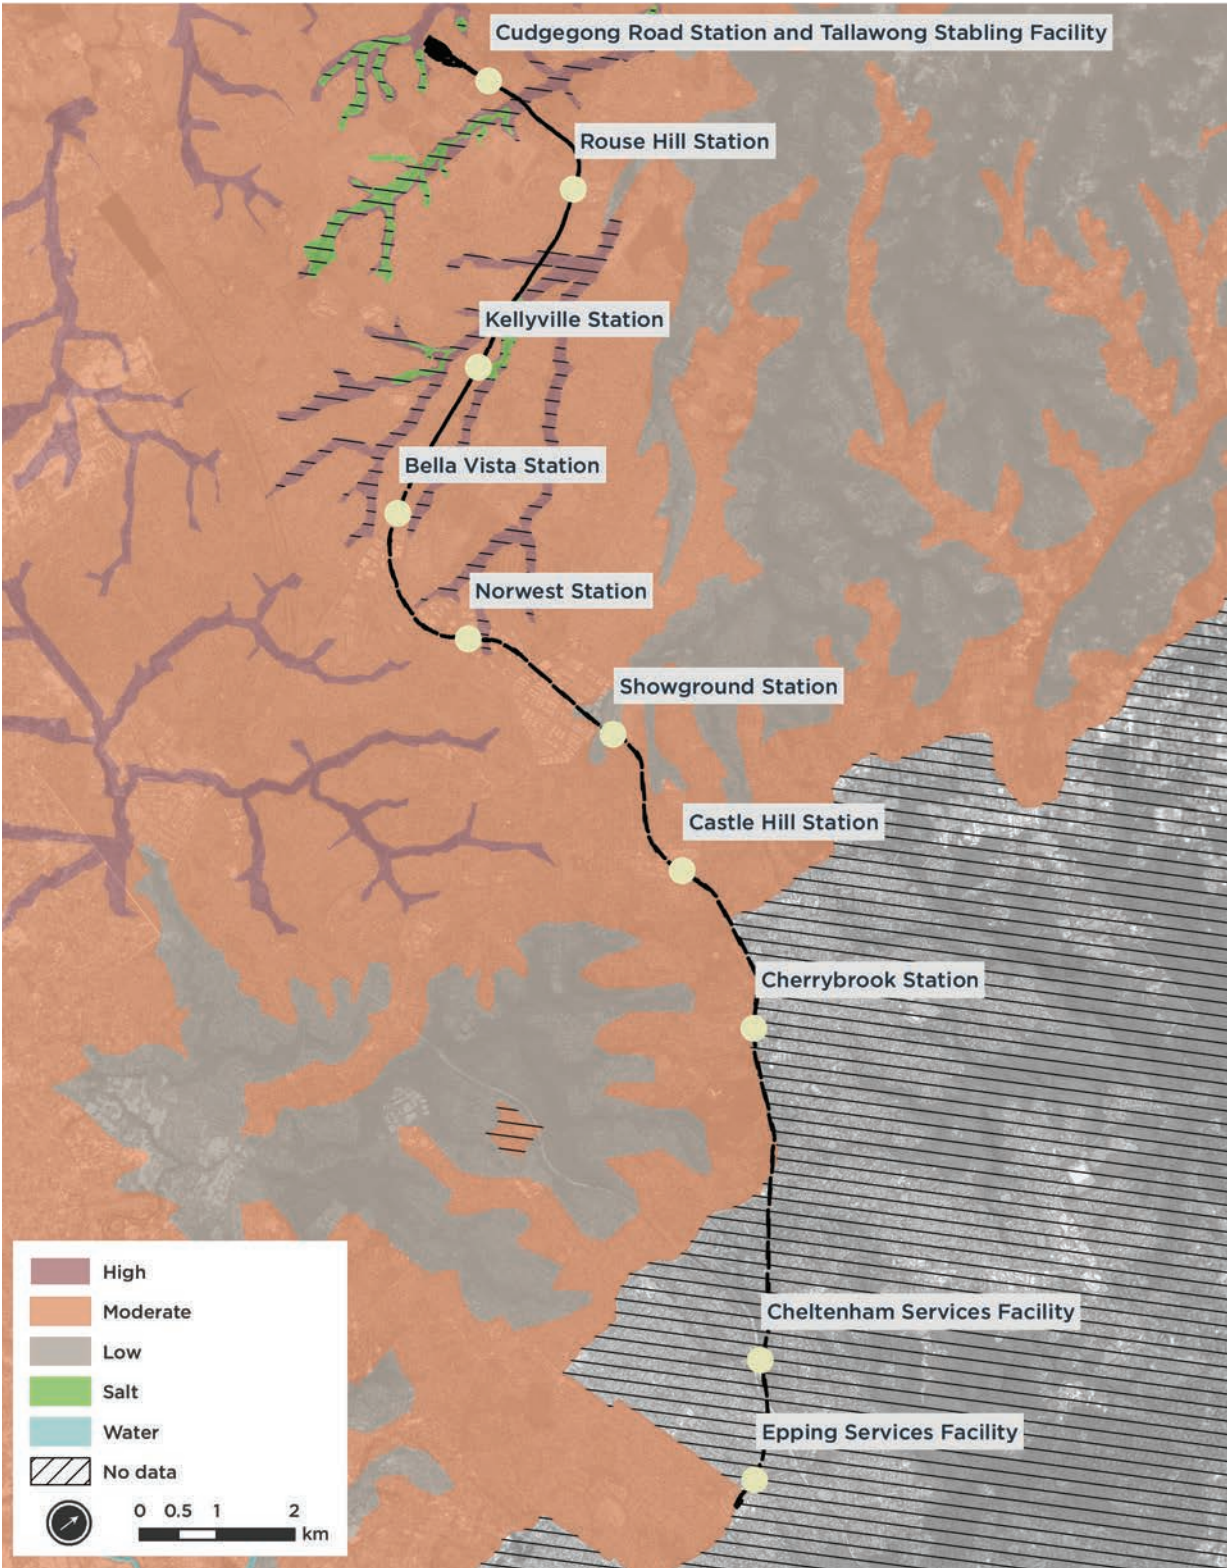 Cudgegong Road Station and Tallawong Stabling Facility
Rouse Hill Station
Kellyville Station
Bella Vista Station
Norwest Station
Showground Station
Castle Hill Station
Cherrybrook Station
Cheltenham Services Facility
Epping Services Facility
High
Moderate
Low
Salt
Water
No data
0 0.5 1 2
km